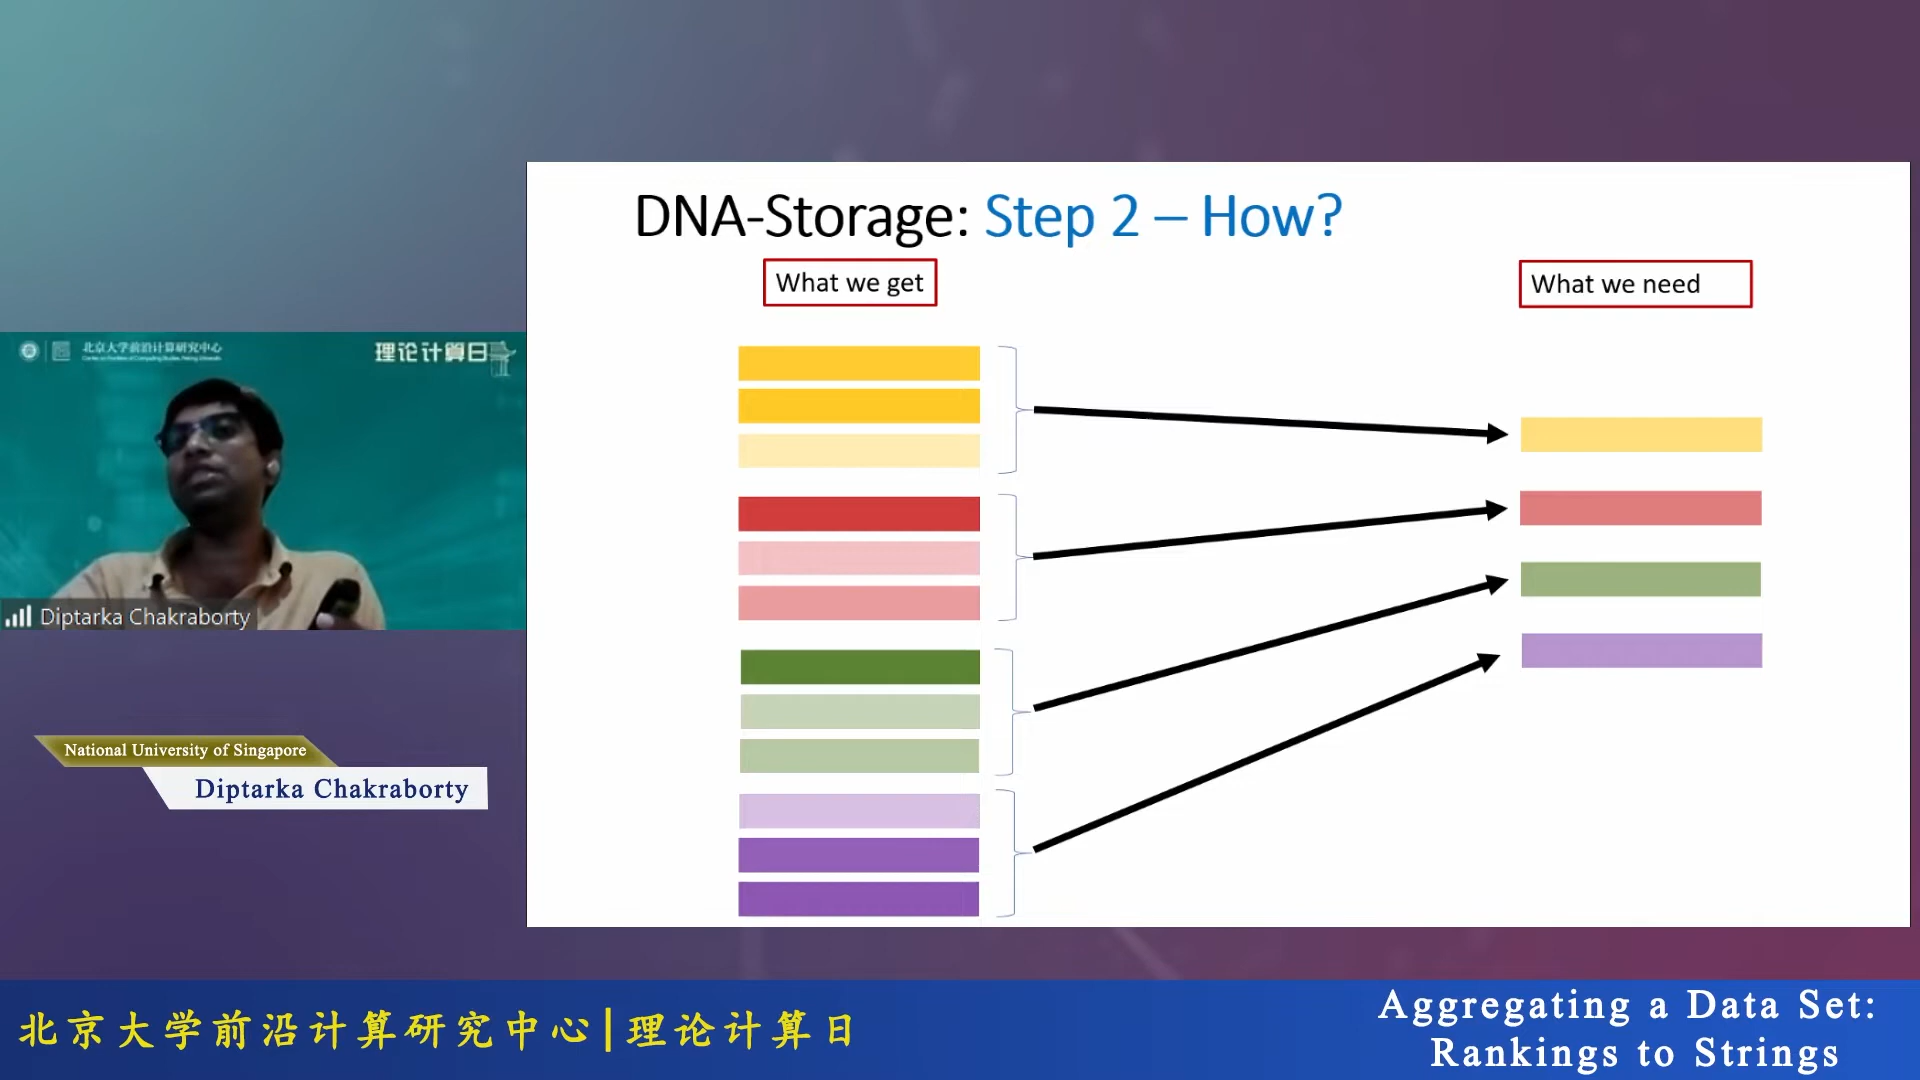 DNA-Storage: Step 2 – How?
What we get
What we need
北京大学前沿计算研究中心
理论计算日
Diptarka Chakraborty
National University of Singapore
Diptarka Chakraborty
北京大学前沿计算研究中心|理论计算日
Aggregating a Data Set:
Rankings to Strings